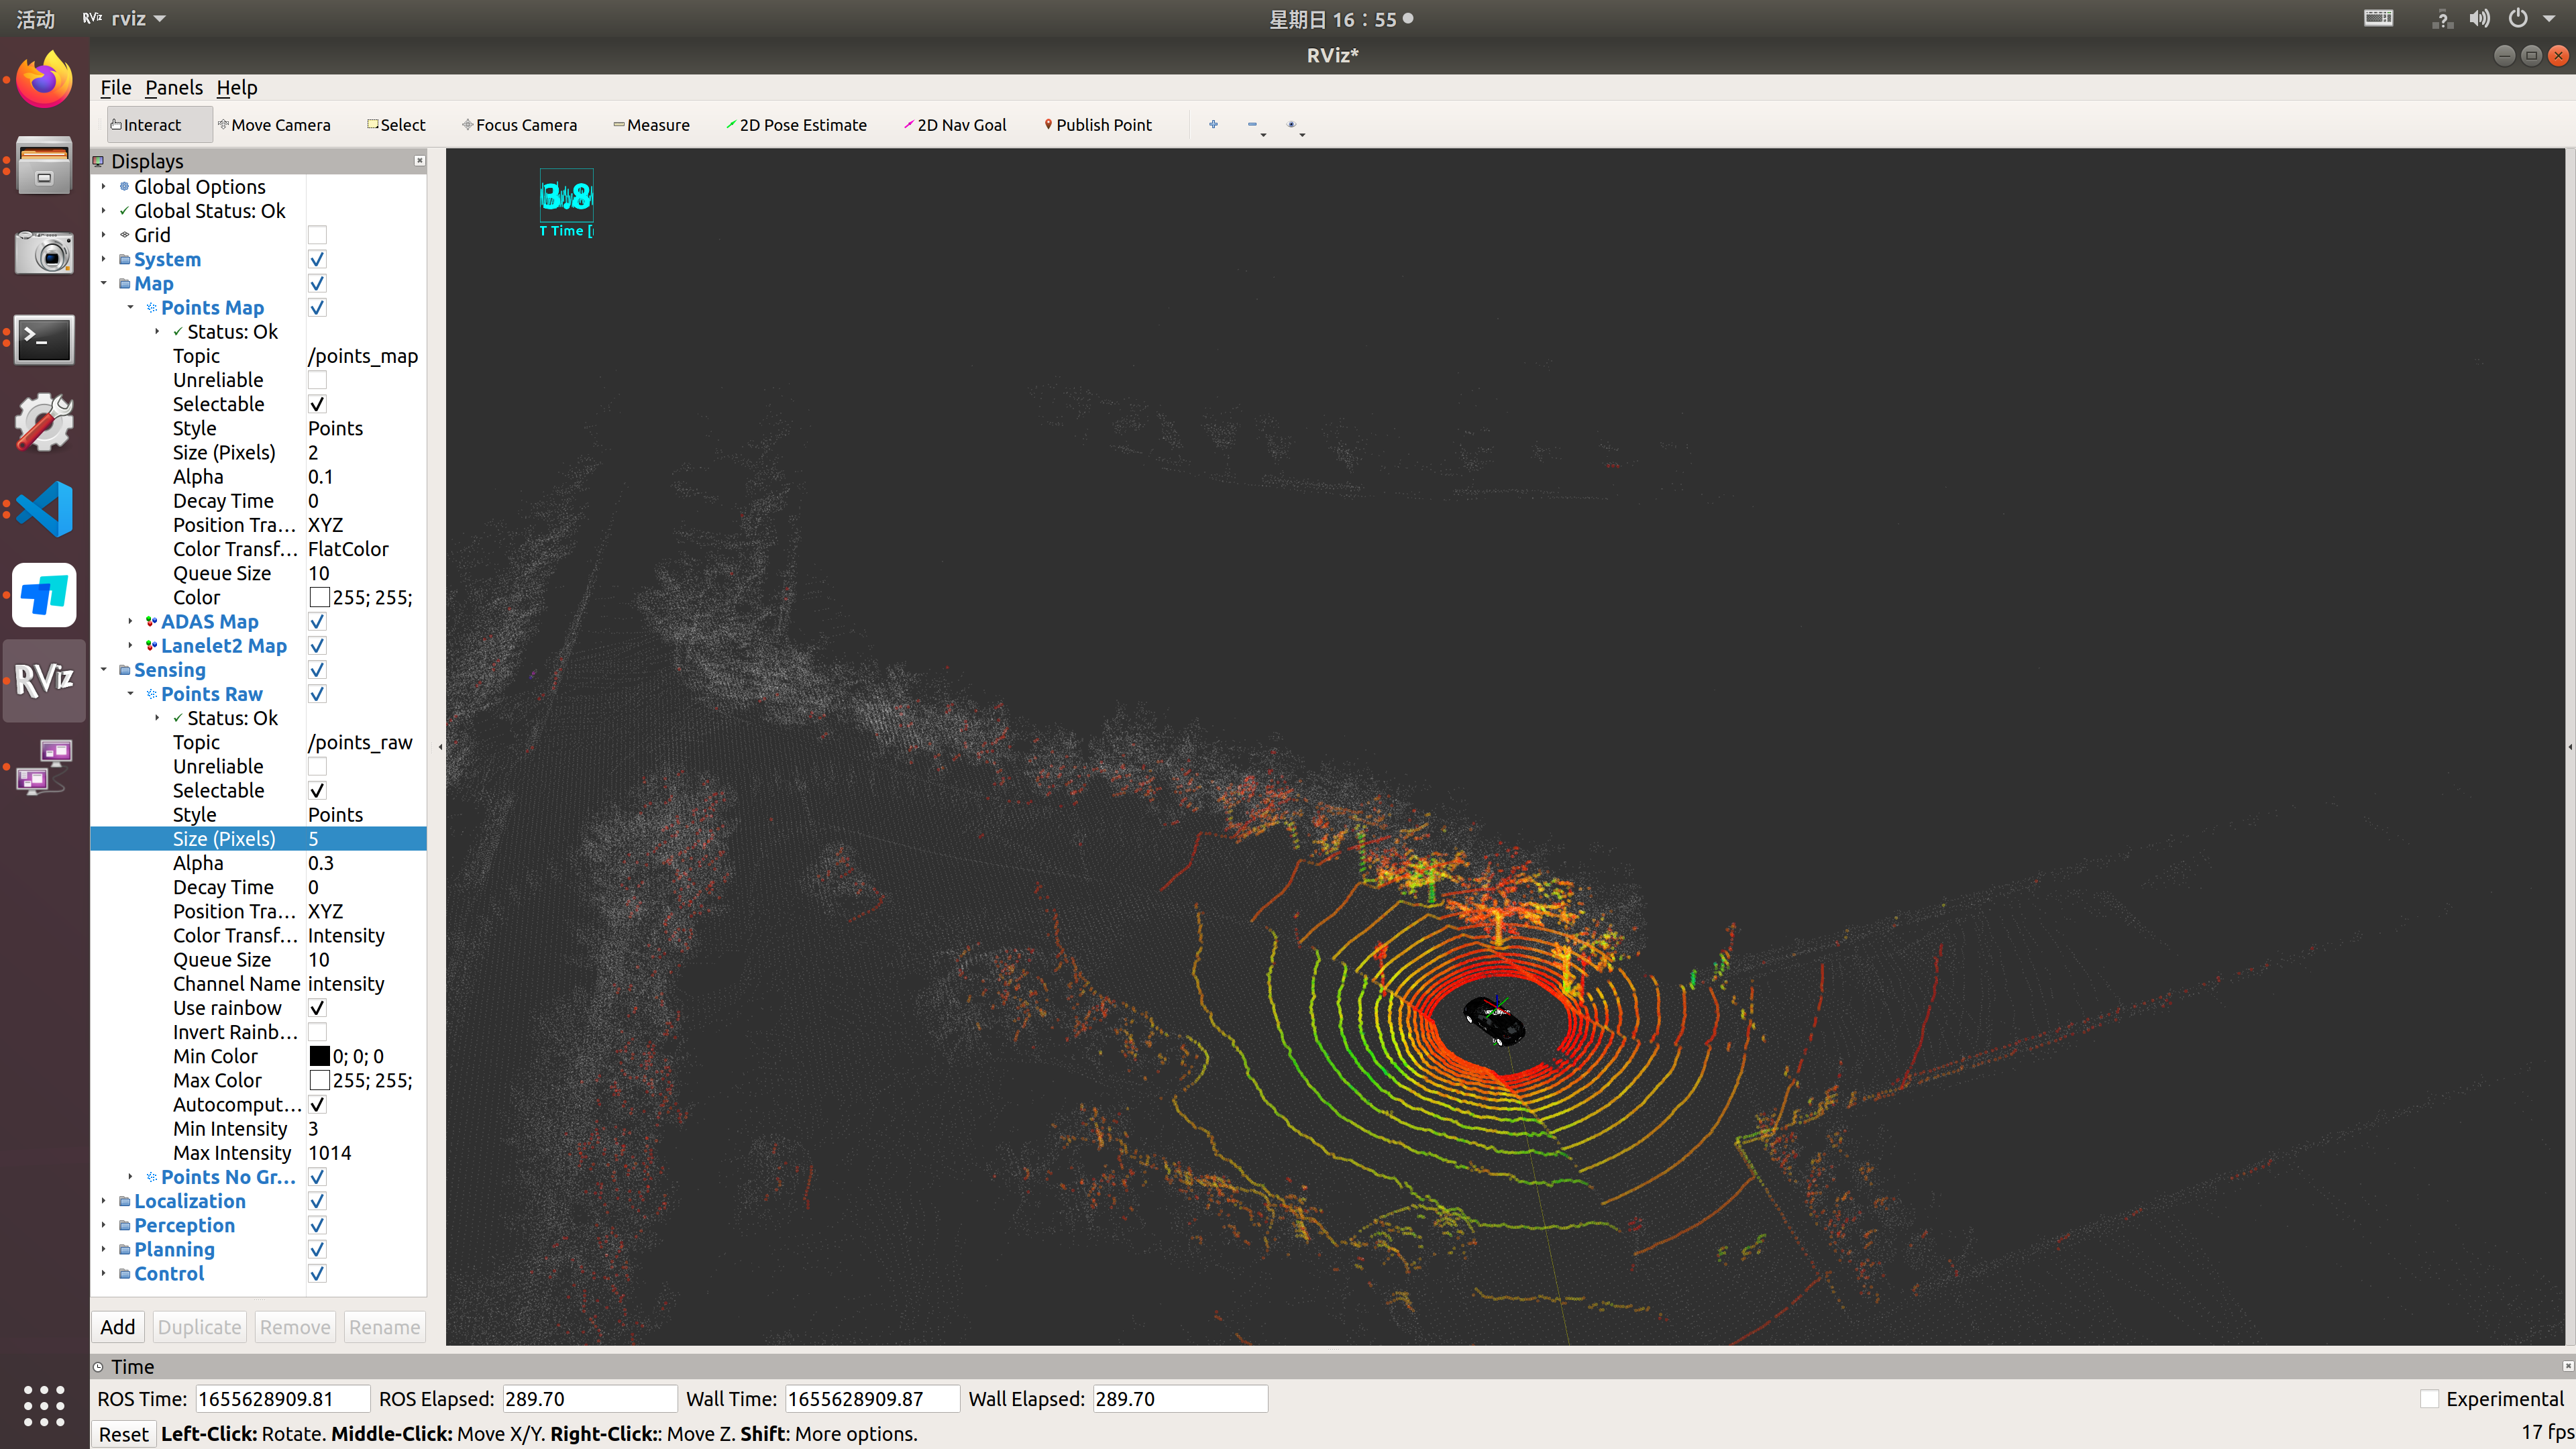 活动 RViz rviz
星期日 16：55
RViz*
File Panels Help
Interact Move Camera Select Focus Camera Measure 2D Pose Estimate 2D Nav Goal Publish Point
Displays
Global Options
Global Status: Ok
Grid
System
Map
Points Map
Status: Ok
Topic /points_map
Unreliable
Selectable
Style Points
Size (Pixels) 2
Alpha 0.1
Decay Time 0
Position Tra… XYZ
Color Transf… FlatColor
Queue Size 10
Color 255; 255;
ADAS Map
Lanelet2 Map
Sensing
Points Raw
Status: Ok
Topic /points_raw
Unreliable
Selectable
Style Points
Size (Pixels) 5
Alpha 0.3
Decay Time 0
Position Tra… XYZ
Color Transf… Intensity
Queue Size 10
Channel Name intensity
Use rainbow
Invert Rainb…
Min Color 0; 0; 0
Max Color 255; 255;
Autocomput…
Min Intensity 3
Max Intensity 1014
Points No Gr…
Localization
Perception
Planning
Control
Add Duplicate Remove Rename
3.8
T Time [
RViz
Time
ROS Time: 1655628909.81 ROS Elapsed: 289.70 Wall Time: 1655628909.87 Wall Elapsed: 289.70 Experimental
Reset Left-Click: Rotate. Middle-Click: Move X/Y. Right-Click:: Move Z. Shift: More options. 17 fps